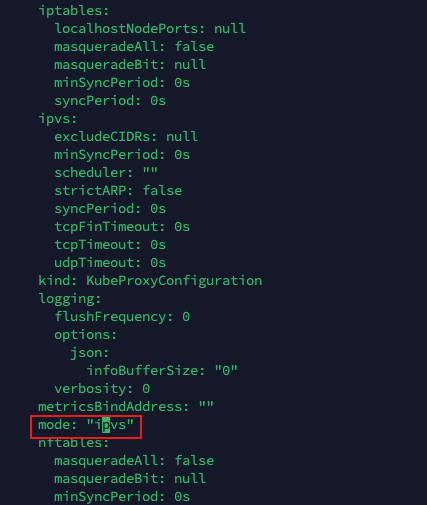 iptables:
  localhostNodePorts: null
  masqueradeAll: false
  masqueradeBit: null
  minSyncPeriod: 0s
  syncPeriod: 0s
ipvs:
  excludeCIDRs: null
  minSyncPeriod: 0s
  scheduler: ""
  strictARP: false
  syncPeriod: 0s
  tcpFinTimeout: 0s
  tcpTimeout: 0s
  udpTimeout: 0s
kind: KubeProxyConfiguration
logging:
  flushFrequency: 0
  options:
    json:
      infoBufferSize: "0"
  verbosity: 0
metricsBindAddress: ""
mode: "ipvs"
nftables:
  masqueradeAll: false
  masqueradeBit: null
  minSyncPeriod: 0s